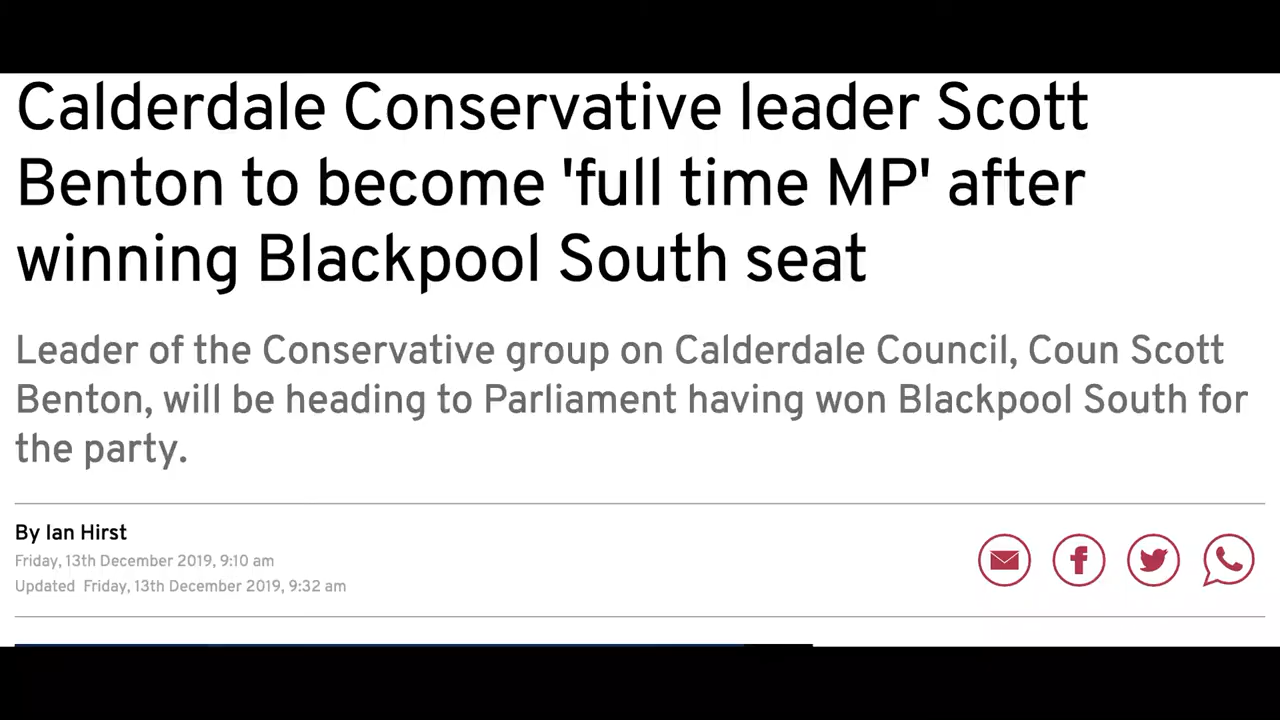 Calderdale Conservative leader Scott
Benton to become 'full time MP' after
winning Blackpool South seat
Leader of the Conservative group on Calderdale Council, Coun Scott
Benton, will be heading to Parliament having won Blackpool South for
the party.
By Ian Hirst
Friday, 13th December 2019, 9:10 am
Updated Friday, 13th December 2019, 9:32 am